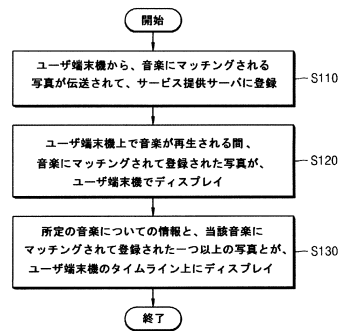 開始
ユーザ端末機から、音楽にマッチングされる
写真が伝送されて、サービス提供サーバに登録
S110
ユーザ端末機上で音楽が再生される間、
音楽にマッチングされて登録された写真が、
ユーザ端末機でディスプレイ
S120
所定の音楽についての情報と、当該音楽に
マッチングされて登録された一つ以上の写真とが、
ユーザ端末機のタイムライン上にディスプレイ
S130
終了